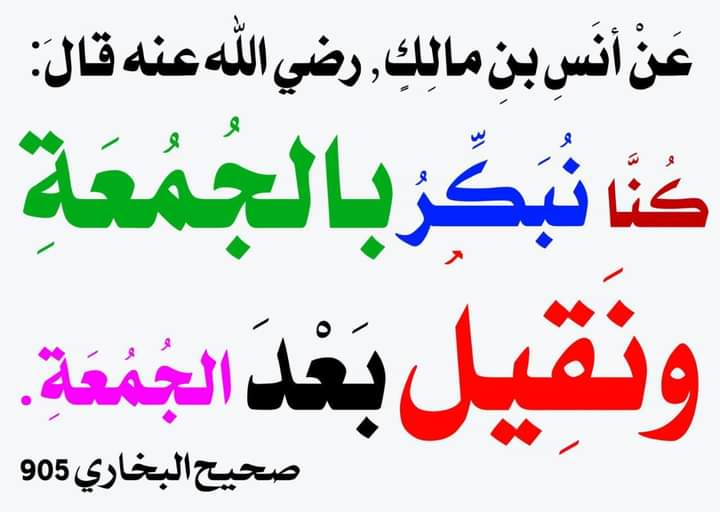 عَنْ أنَسِ بنِ مالِكٍ, رضي الله عنه قالَ:
كُنَّا نُبَكِّرُ بالجُمُعَةِ
ونَقِيلُ بَعْدَ الجُمُعَةِ.
صحيح البخاري 905